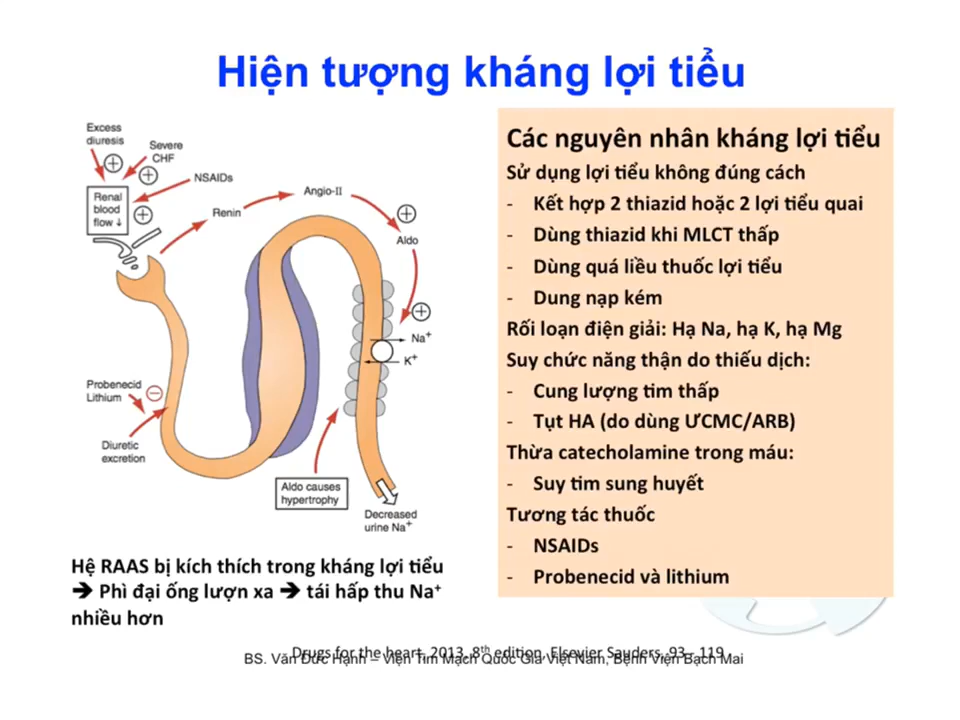 Hiện tượng kháng lợi tiểu
Excess
diuresis
Severe
CHF
NSAIDs
Renal
blood
flow ↓
Renin
Angio-II
Aldo
Na⁺
K⁺
Probenecid
Lithium
Diuretic
excretion
Aldo causes
hypertrophy
Decreased
urine Na⁺
Hệ RAAS bị kích thích trong kháng lợi tiểu
➔ Phì đại ống lượn xa ➔ tái hấp thu Na⁺
nhiều hơn
Các nguyên nhân kháng lợi tiểu
Sử dụng lợi tiểu không đúng cách
- Kết hợp 2 thiazid hoặc 2 lợi tiểu quai
- Dùng thiazid khi MLCT thấp
- Dùng quá liều thuốc lợi tiểu
- Dung nạp kém
Rối loạn điện giải: Hạ Na, hạ K, hạ Mg
Suy chức năng thận do thiếu dịch:
- Cung lượng tim thấp
- Tụt HA (do dùng ƯCMC/ARB)
Thừa catecholamine trong máu:
- Suy tim sung huyết
Tương tác thuốc
- NSAIDs
- Probenecid và lithium
Drugs for the heart, 2013, 8th edition, Elsevier Sauders, 93 - 119
BS. Văn Đức Hạnh – Viện Tim Mạch Quốc Gia Việt Nam, Bệnh viện Bạch Mai